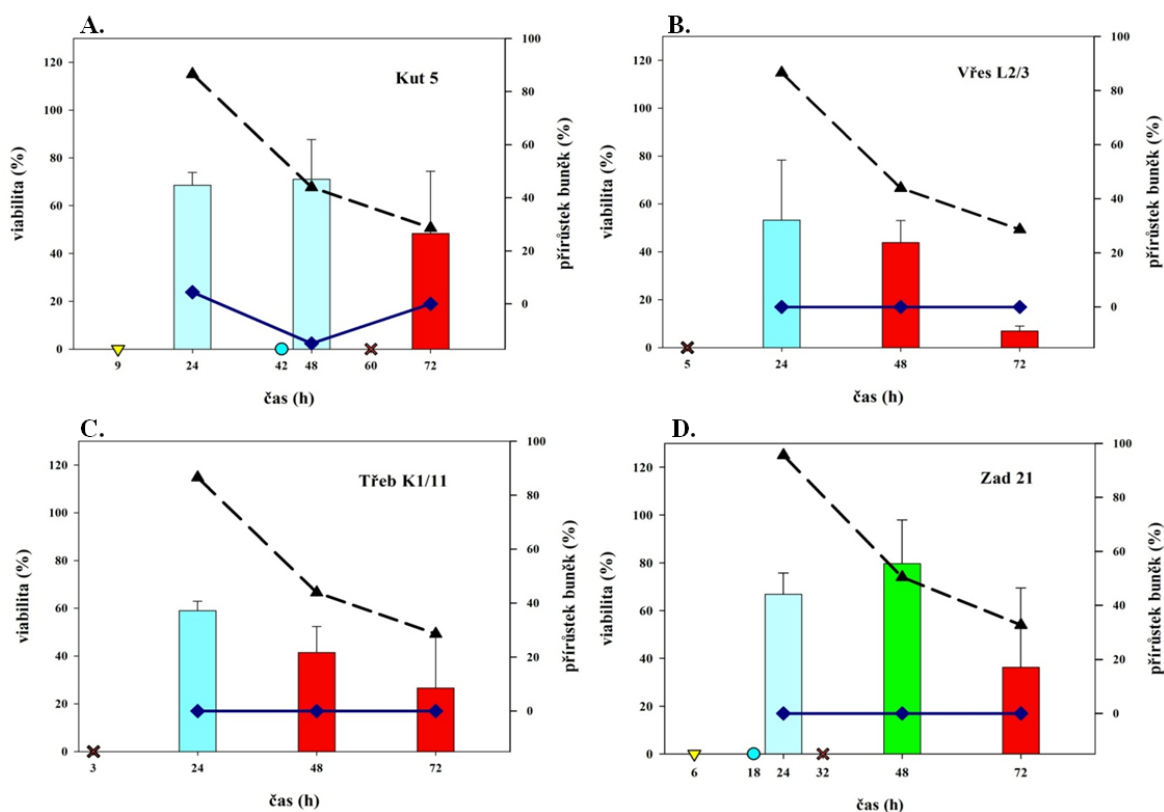 A.
Kut 5
viabilita (%)
přírůstek buněk (%)
120
100
80
60
40
20
0
100
80
60
40
20
0
9 24 42 48 60 72
čas (h)
B.
Vřes L2/3
viabilita (%)
přírůstek buněk (%)
120
100
80
60
40
20
0
100
80
60
40
20
0
5 24 48 72
čas (h)
C.
Třeb K1/11
viabilita (%)
přírůstek buněk (%)
120
100
80
60
40
20
0
100
80
60
40
20
0
3 24 48 72
čas (h)
D.
Zad 21
viabilita (%)
přírůstek buněk (%)
120
100
80
60
40
20
0
100
80
60
40
20
0
6 18 24 32 48 72
čas (h)